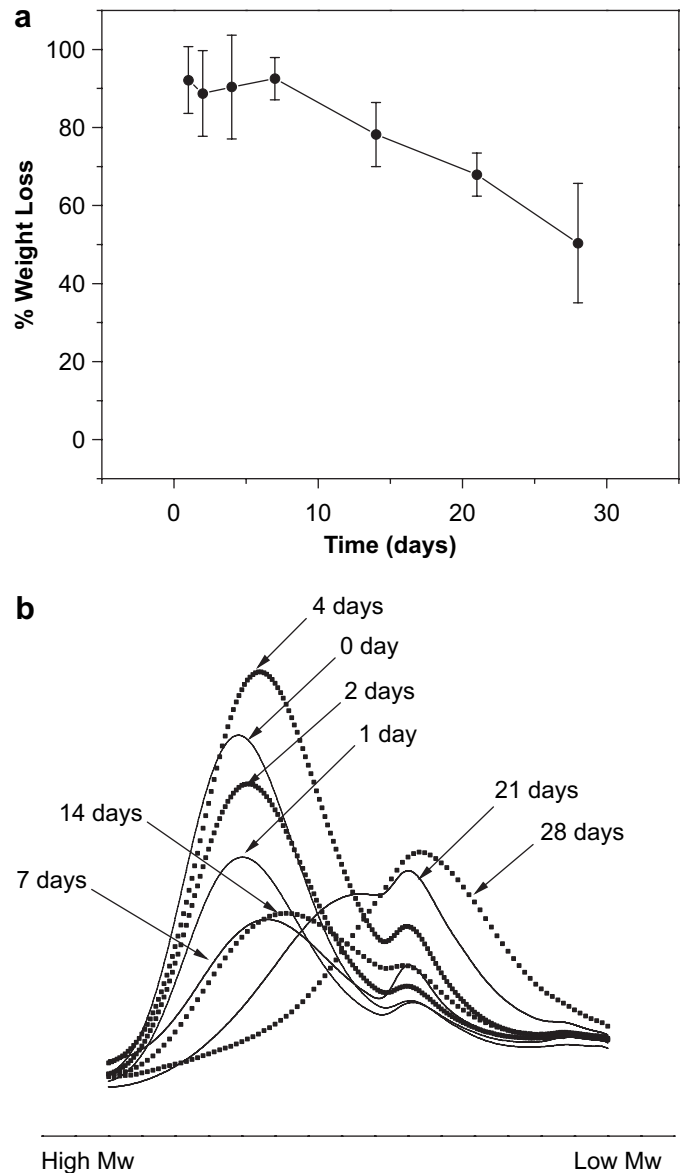 a
100
80
60
40
20
0
% Weight Loss
0 10 20 30
Time (days)
b
4 days
0 day
2 days
1 day
14 days
7 days
21 days
28 days
High Mw Low Mw